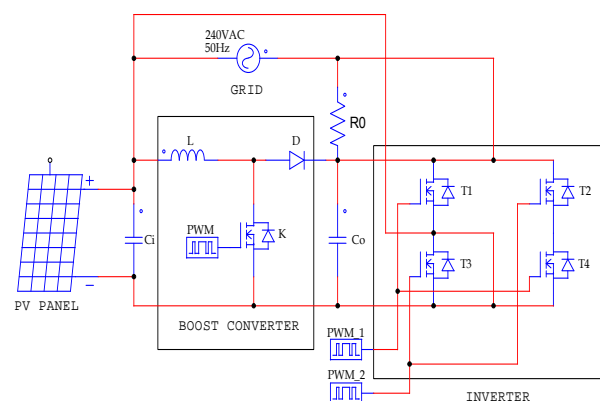 240VAC
50Hz
GRID
R0
L
D
T1
T2
+
PWM
K
Ci
Co
T3
T4
−
PV PANEL
BOOST CONVERTER
PWM_1
PWM_2
INVERTER